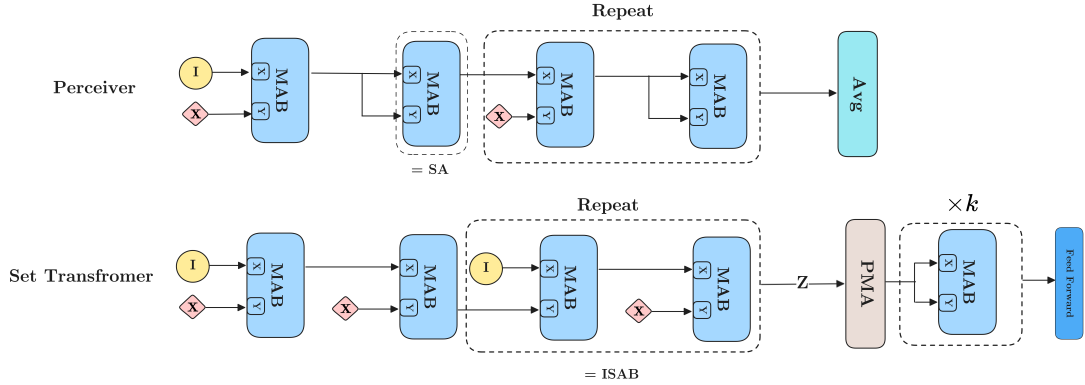 Repeat
Perceiver
I
X
X
Y
MAB
X
Y
MAB
= SA
X
X
Y
MAB
X
Y
MAB
Avg
Repeat
Set Transfromer
I
X
X
Y
MAB
X
X
Y
MAB
I
X
Y
MAB
X
X
Y
MAB
= ISAB
Z
PMA
×k
X
Y
MAB
Feed Forward